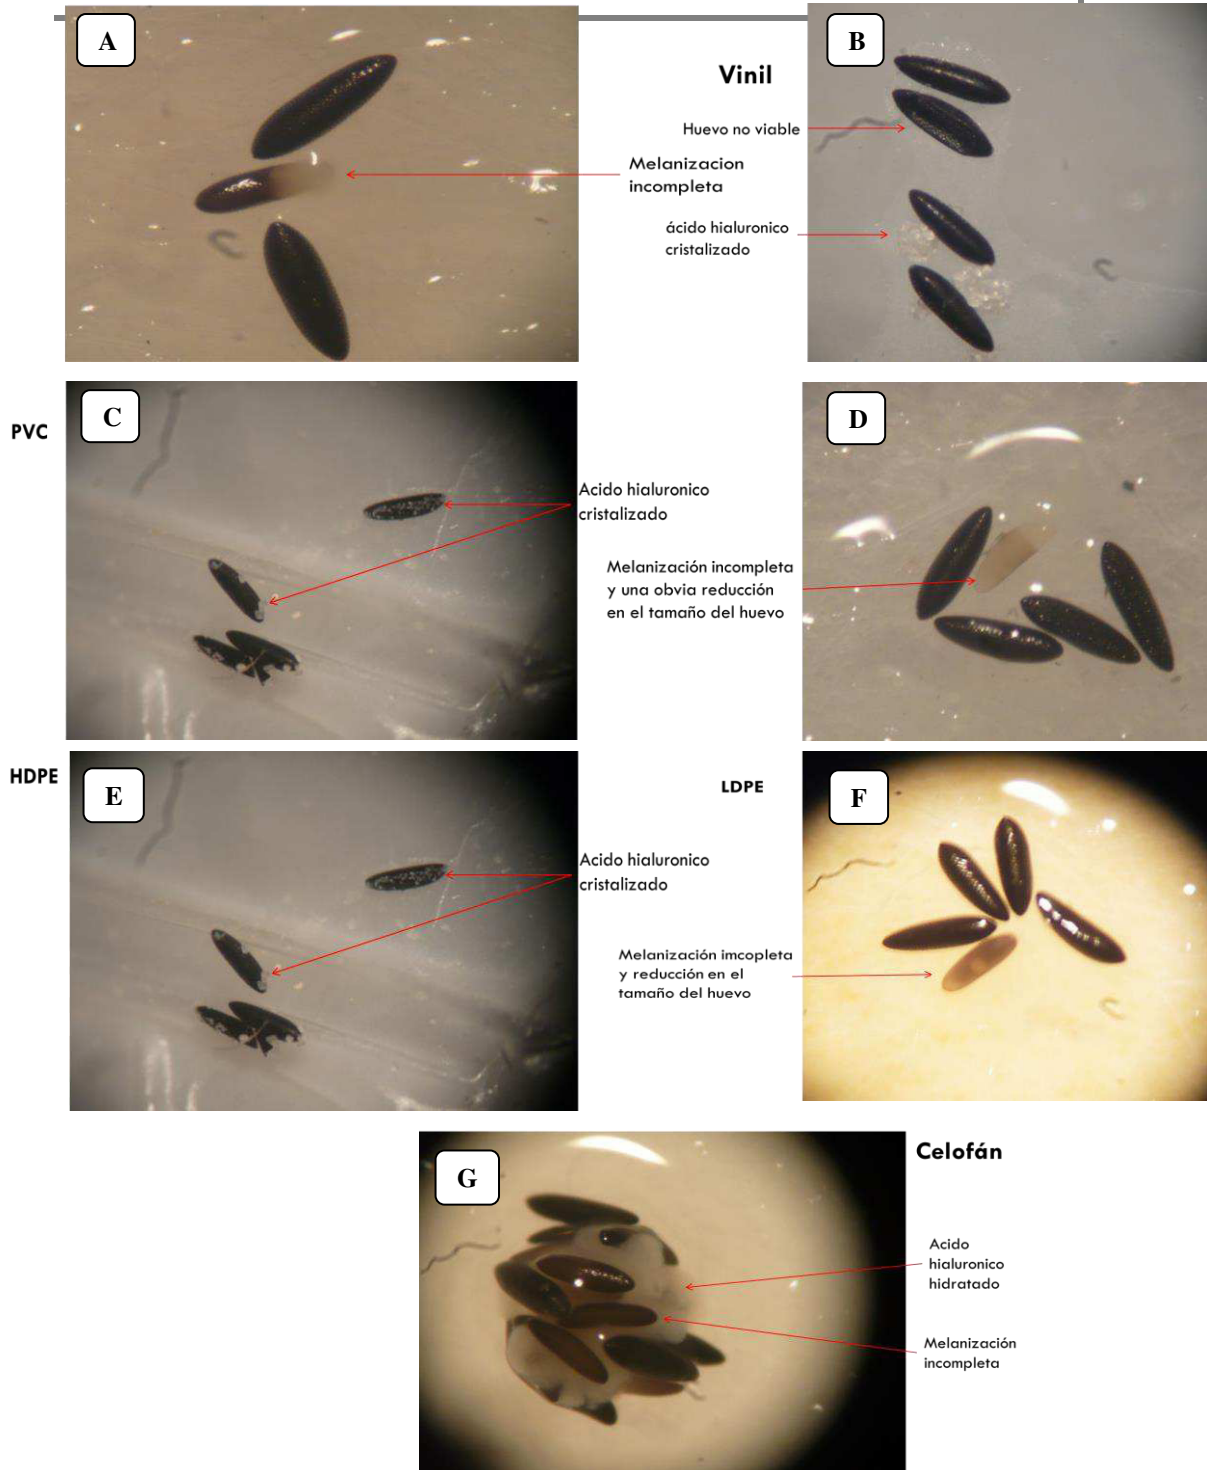 A
B
Vinil
Huevo no viable
Melanizacion
incompleta
ácido hialuronico
cristalizado
PVC
C
D
Acido hialuronico
cristalizado
Melanización incompleta
y una obvia reducción
en el tamaño del huevo
HDPE
E
LDPE
F
Acido hialuronico
cristalizado
Melanización imcopleta
y reducción en el
tamaño del huevo
G
Celofán
Acido
hialuronico
hidratado
Melanización
incompleta